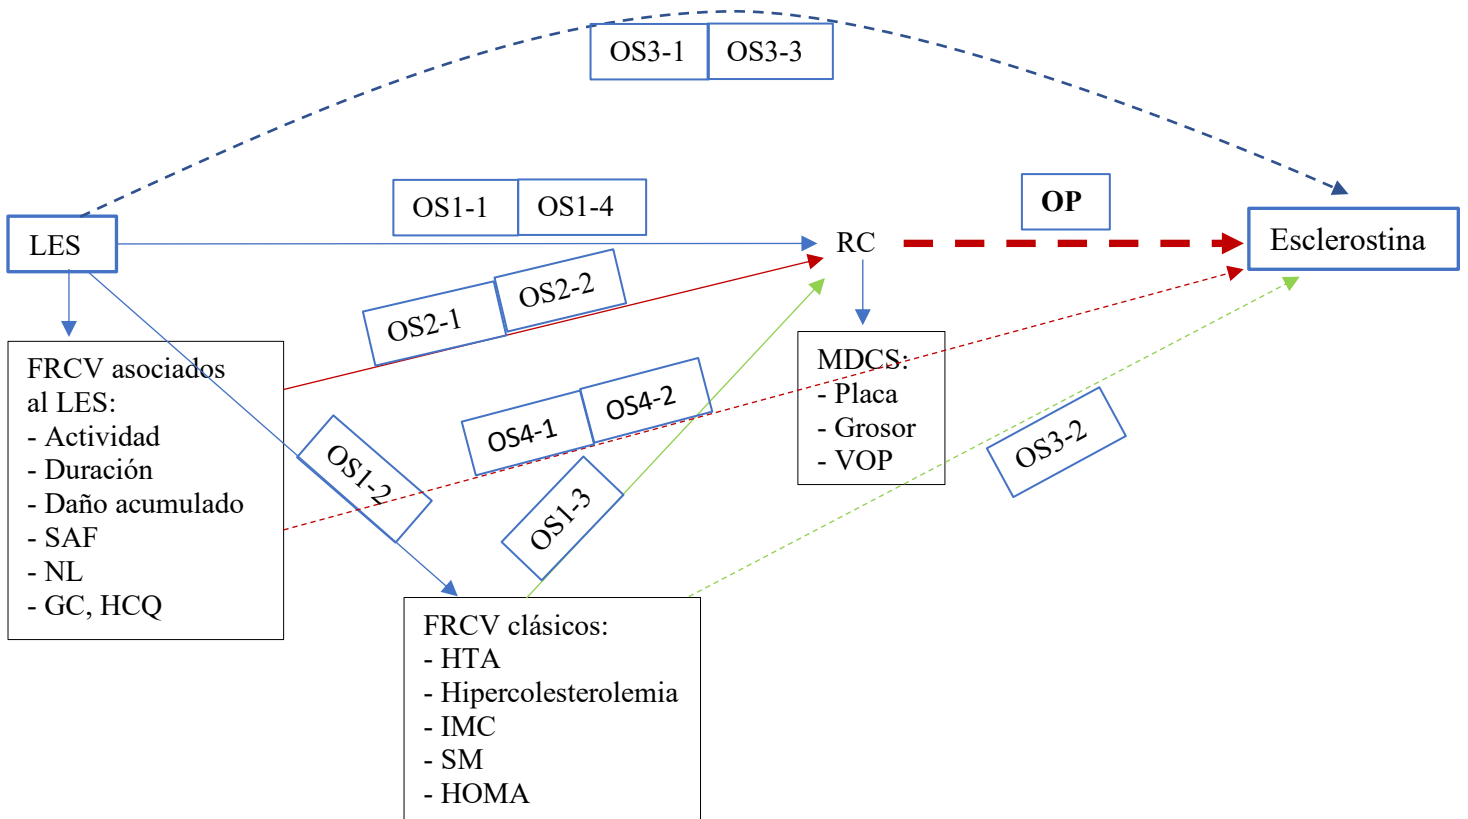 OS3-1 OS3-3
OS1-1 OS1-4
OP
LES
RC
Esclerostina
OS2-1 OS2-2
FRCV asociados
al LES:
- Actividad
- Duración
- Daño acumulado
- SAF
- NL
- GC, HCQ
MDCS:
- Placa
- Grosor
- VOP
OS4-1 OS4-2
OS3-2
OS1-2
OS1-3
FRCV clásicos:
- HTA
- Hipercolesterolemia
- IMC
- SM
- HOMA